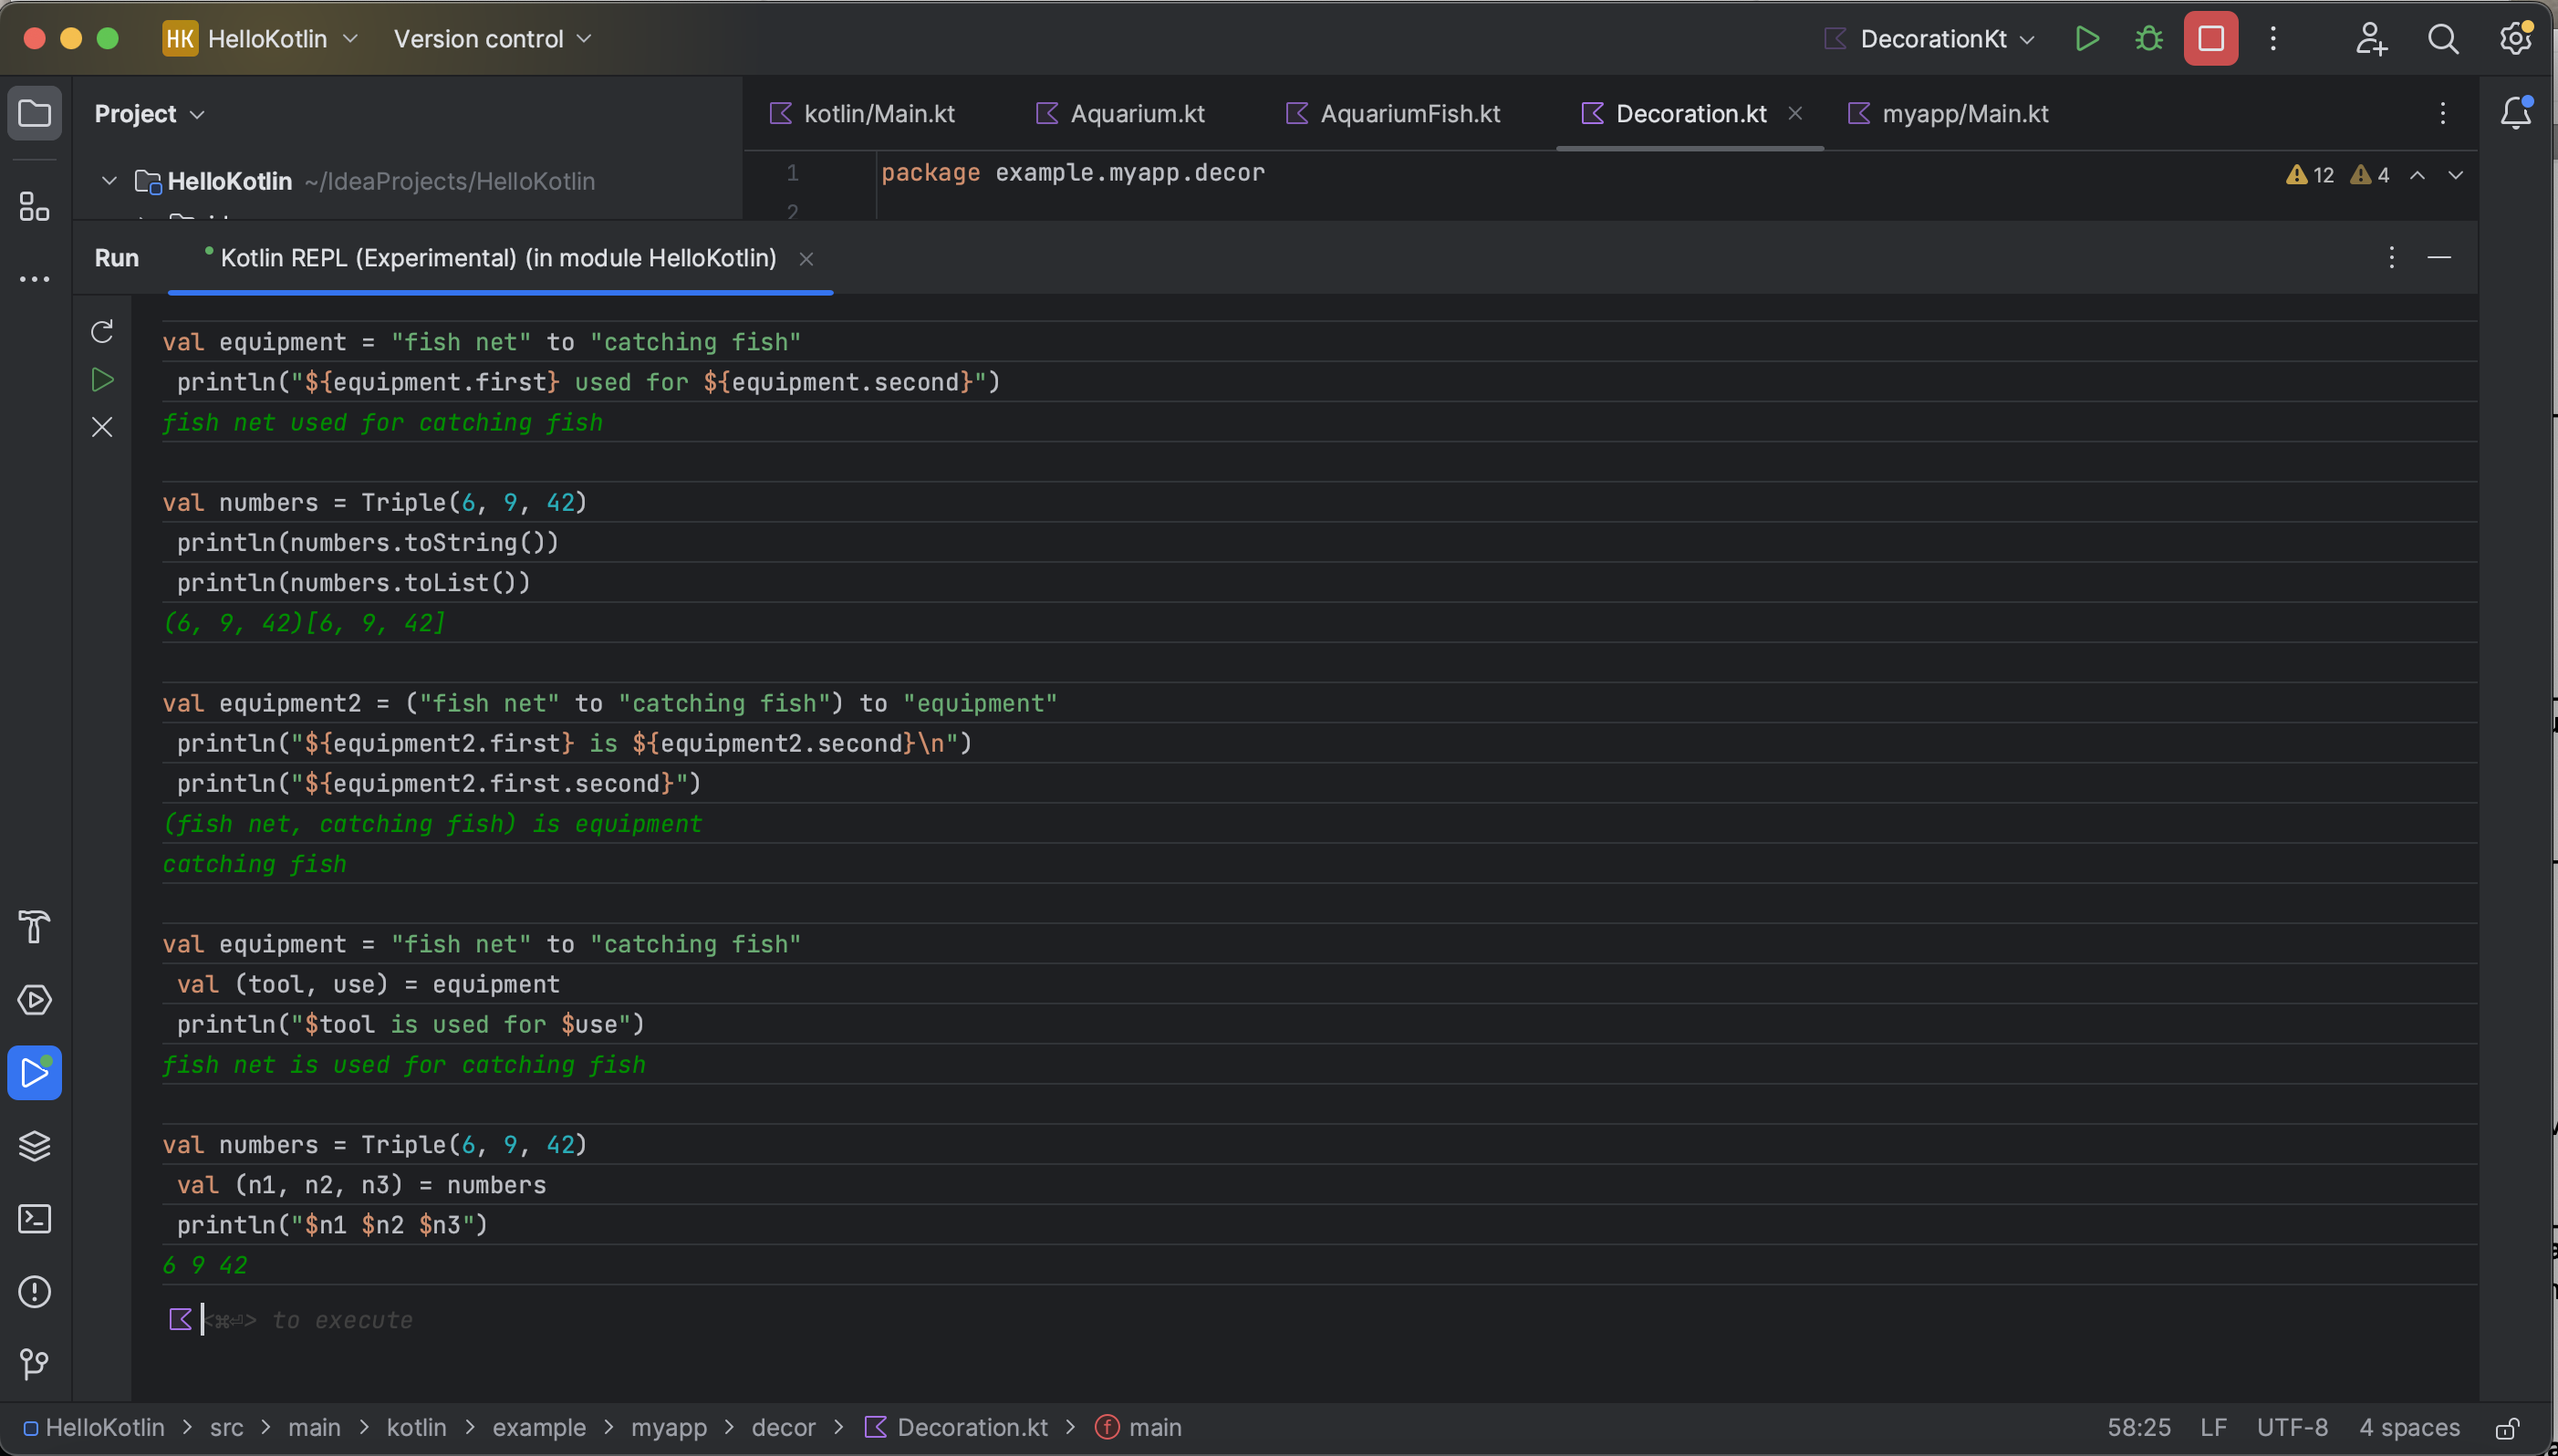 HK HelloKotlin Version control DecorationKt
Project kotlin/Main.kt Aquarium.kt AquariumFish.kt Decoration.kt myapp/Main.kt
HelloKotlin ~/IdeaProjects/HelloKotlin 1 package example.myapp.decor 12 4
2
Run Kotlin REPL (Experimental) (in module HelloKotlin)
val equipment = "fish net" to "catching fish"
println("${equipment.first} used for ${equipment.second}")
fish net used for catching fish
val numbers = Triple(6, 9, 42)
println(numbers.toString())
println(numbers.toList())
(6, 9, 42)[6, 9, 42]
val equipment2 = ("fish net" to "catching fish") to "equipment"
println("${equipment2.first} is ${equipment2.second}\n")
println("${equipment2.first.second}")
(fish net, catching fish) is equipment
catching fish
val equipment = "fish net" to "catching fish"
val (tool, use) = equipment
println("$tool is used for $use")
fish net is used for catching fish
val numbers = Triple(6, 9, 42)
val (n1, n2, n3) = numbers
println("$n1 $n2 $n3")
6 9 42
<⌘⏎> to execute
HelloKotlin > src > main > kotlin > example > myapp > decor > Decoration.kt > main 58:25 LF UTF-8 4 spaces